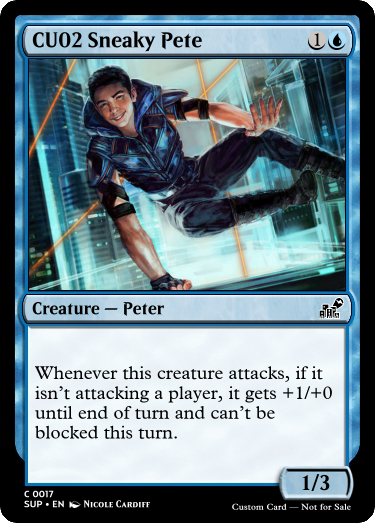 CU02 Sneaky Pete
1
Creature — Peter
Whenever this creature attacks, if it
isn't attacking a player, it gets +1/+0
until end of turn and can't be
blocked this turn.
1/3
C 0017
SUP • EN Nicole Cardiff
Custom Card — Not for Sale